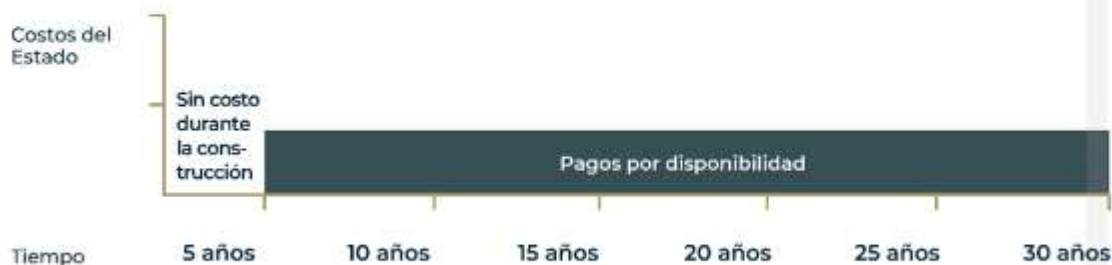 Costos del
Estado
Sin costo
durante
la cons-
trucción
Pagos por disponibilidad
Tiempo
5 años
10 años
15 años
20 años
25 años
30 años